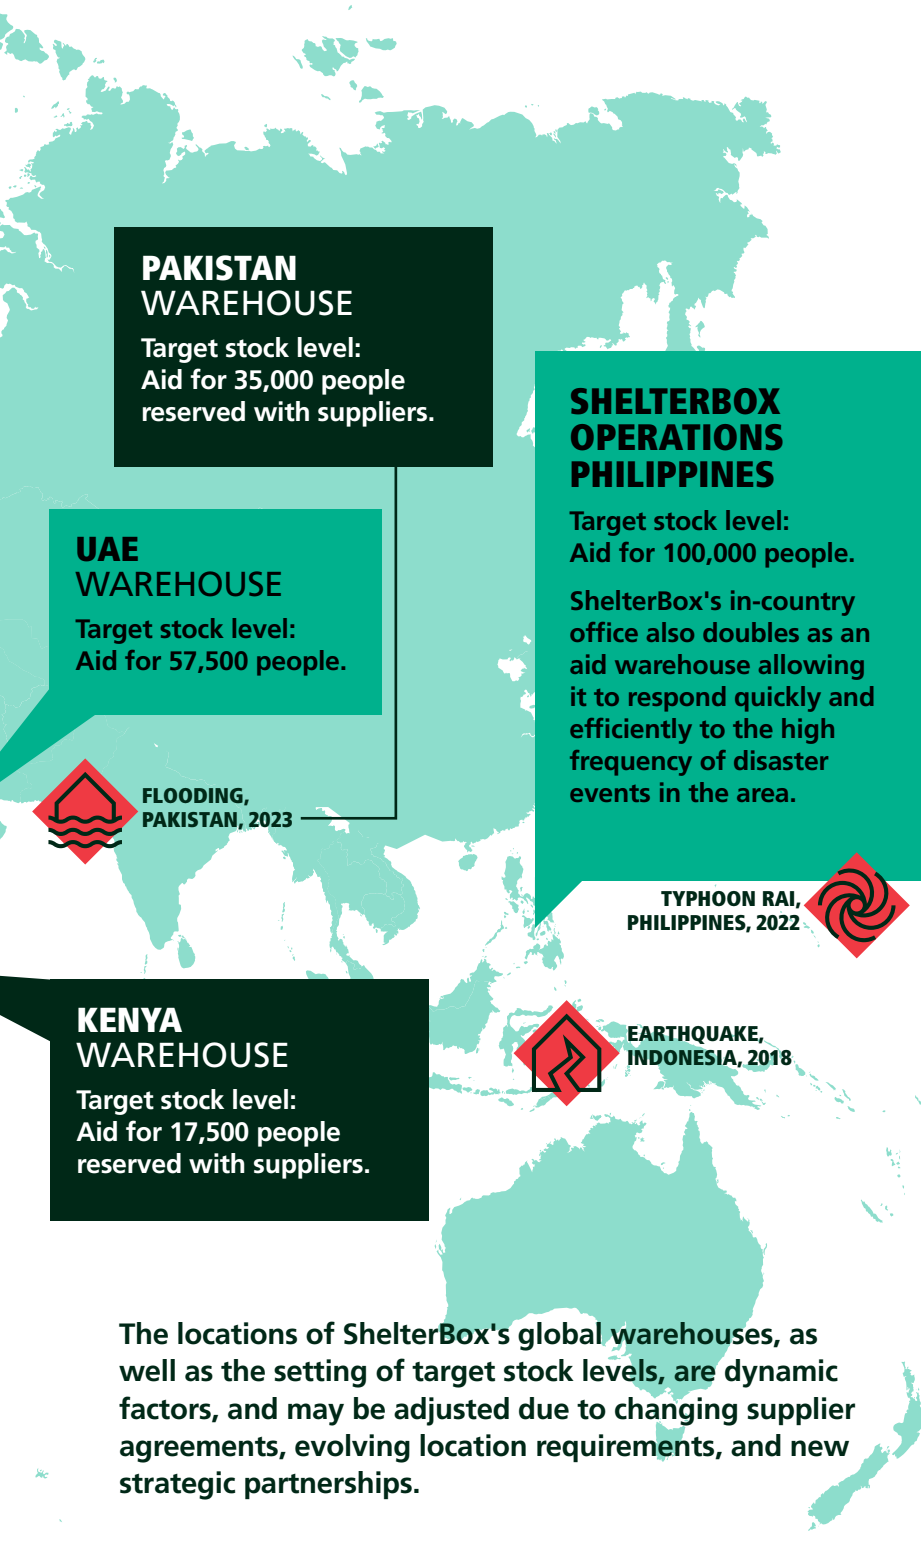 PAKISTAN
WAREHOUSE
Target stock level:
Aid for 35,000 people
reserved with suppliers.
SHELTERBOX
OPERATIONS
PHILIPPINES
Target stock level:
Aid for 100,000 people.
ShelterBox's in-country
office also doubles as an
aid warehouse allowing
it to respond quickly and
efficiently to the high
frequency of disaster
events in the area.
UAE
WAREHOUSE
Target stock level:
Aid for 57,500 people.
FLOODING,
PAKISTAN, 2023
TYPHOON RAI,
PHILIPPINES, 2022
KENYA
WAREHOUSE
Target stock level:
Aid for 17,500 people
reserved with suppliers.
EARTHQUAKE,
INDONESIA, 2018
The locations of ShelterBox's global warehouses, as
well as the setting of target stock levels, are dynamic
factors, and may be adjusted due to changing supplier
agreements, evolving location requirements, and new
strategic partnerships.